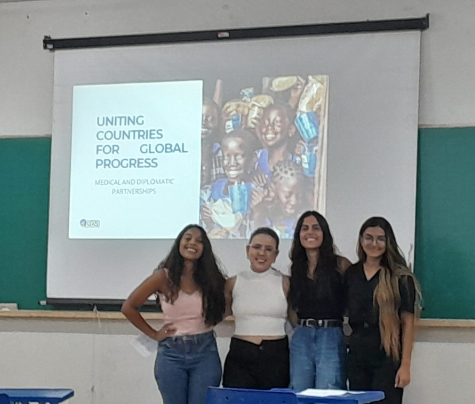 UNITING
COUNTRIES
FOR GLOBAL
PROGRESS
MEDICAL AND DIPLOMATIC
PARTNERSHIPS